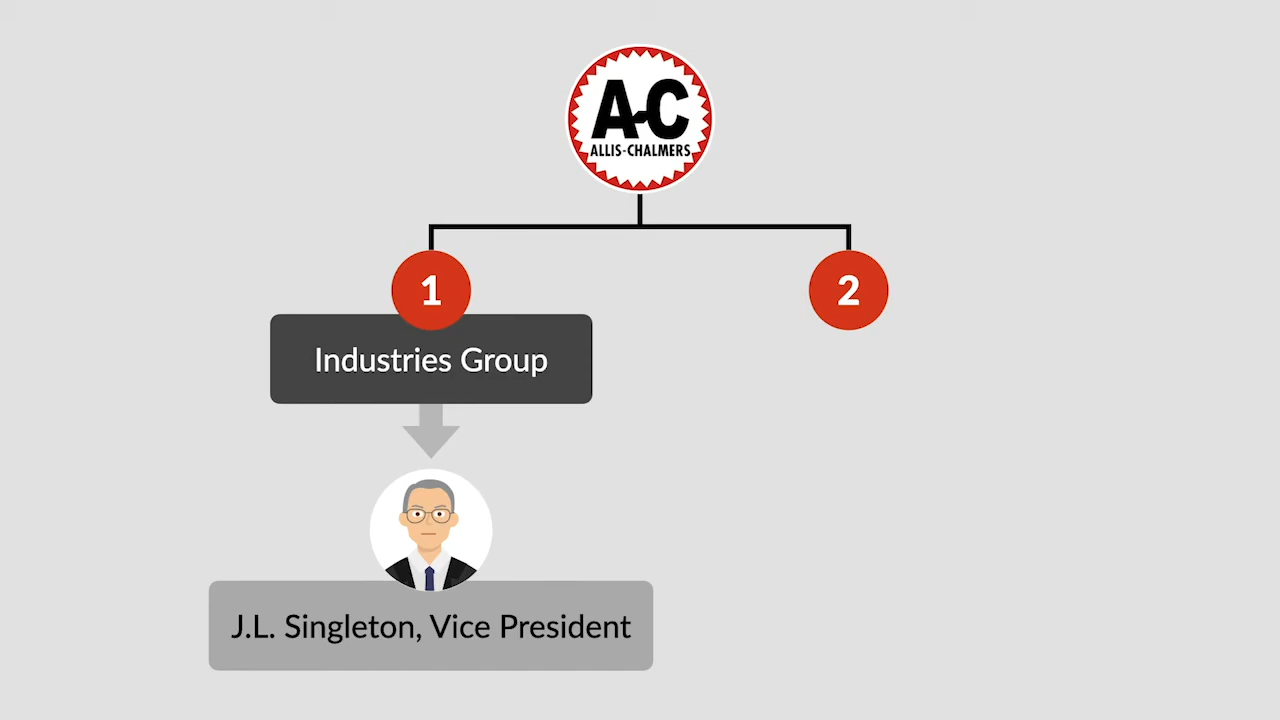 A-C
ALLIS-CHALMERS
1
2
Industries Group
J.L. Singleton, Vice President